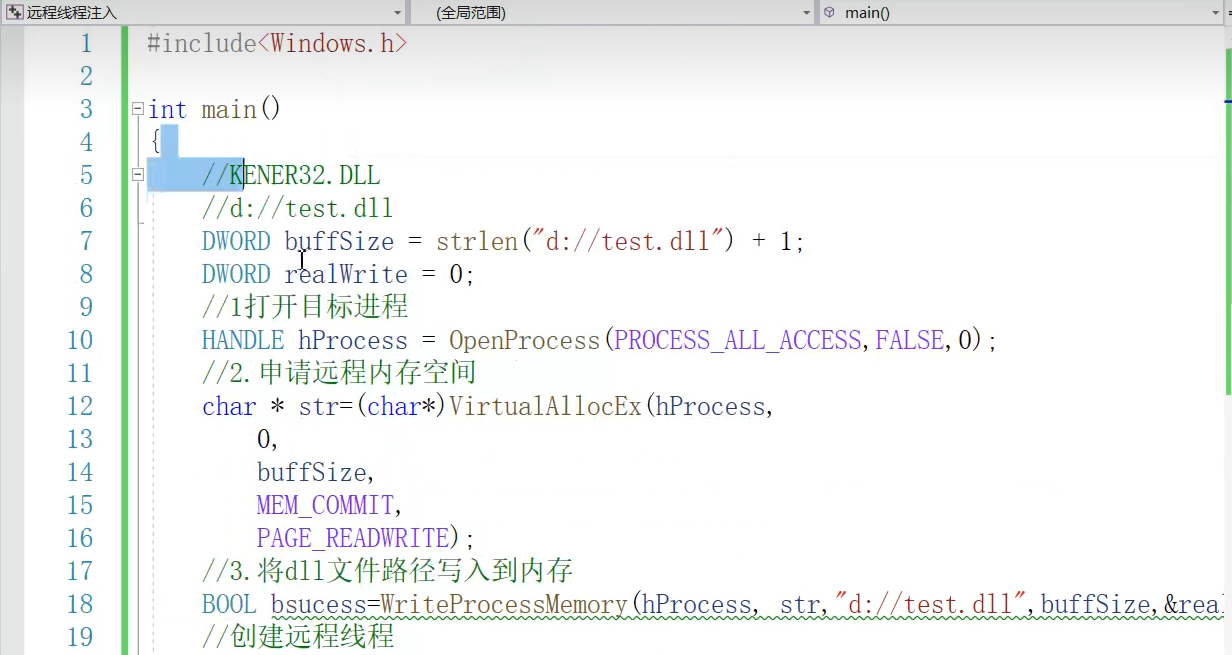 远程线程注入 (全局范围) main()
1 #include<Windows.h>
2
3 int main()
4 {
5 //KENER32.DLL
6 //d://test.dll
7 DWORD buffSize = strlen("d://test.dll") + 1;
8 DWORD realWrite = 0;
9 //1打开目标进程
10 HANDLE hProcess = OpenProcess(PROCESS_ALL_ACCESS,FALSE,0);
11 //2.申请远程内存空间
12 char * str=(char*)VirtualAllocEx(hProcess,
13 0,
14 buffSize,
15 MEM_COMMIT,
16 PAGE_READWRITE);
17 //3.将dll文件路径写入到内存
18 BOOL bsucess=WriteProcessMemory(hProcess, str,"d://test.dll",buffSize,&real
19 //创建远程线程